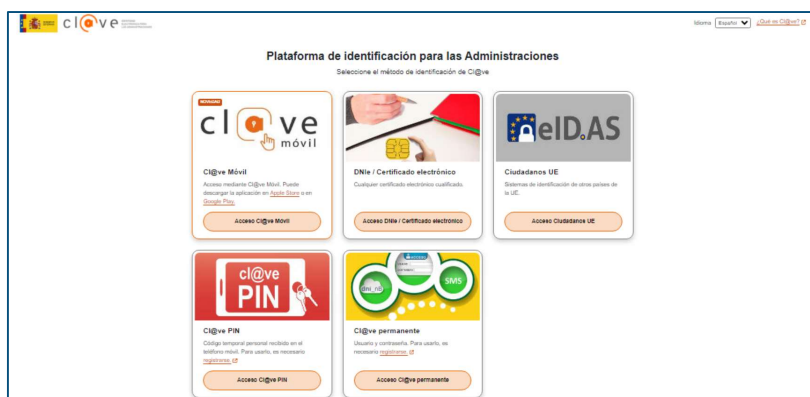 cl@ve
Idioma Español ¿Qué es Cl@ve?
Plataforma de identificación para las Administraciones
Seleccione el método de identificación de Cl@ve
NOVEDAD
cl@ve
móvil
Cl@ve Móvil
Acceso mediante Cl@ve Móvil. Puede
descargar la aplicación en Apple Store o en
Google Play.
Acceso Cl@ve Móvil
DNIe / Certificado electrónico
Cualquier certificado electrónico cualificado.
Acceso DNIe / Certificado electrónico
eID.AS
Ciudadanos UE
Sistemas de identificación de otros países de
la UE.
Acceso Ciudadanos UE
cl@ve
PIN
Cl@ve PIN
Código temporal personal recibido en el
teléfono móvil. Para usarlo, es necesario
registrarse.
Acceso Cl@ve PIN
dni_nb
SMS
Cl@ve permanente
Usuario y contraseña. Para usarlo, es
necesario registrarse.
Acceso Cl@ve permanente